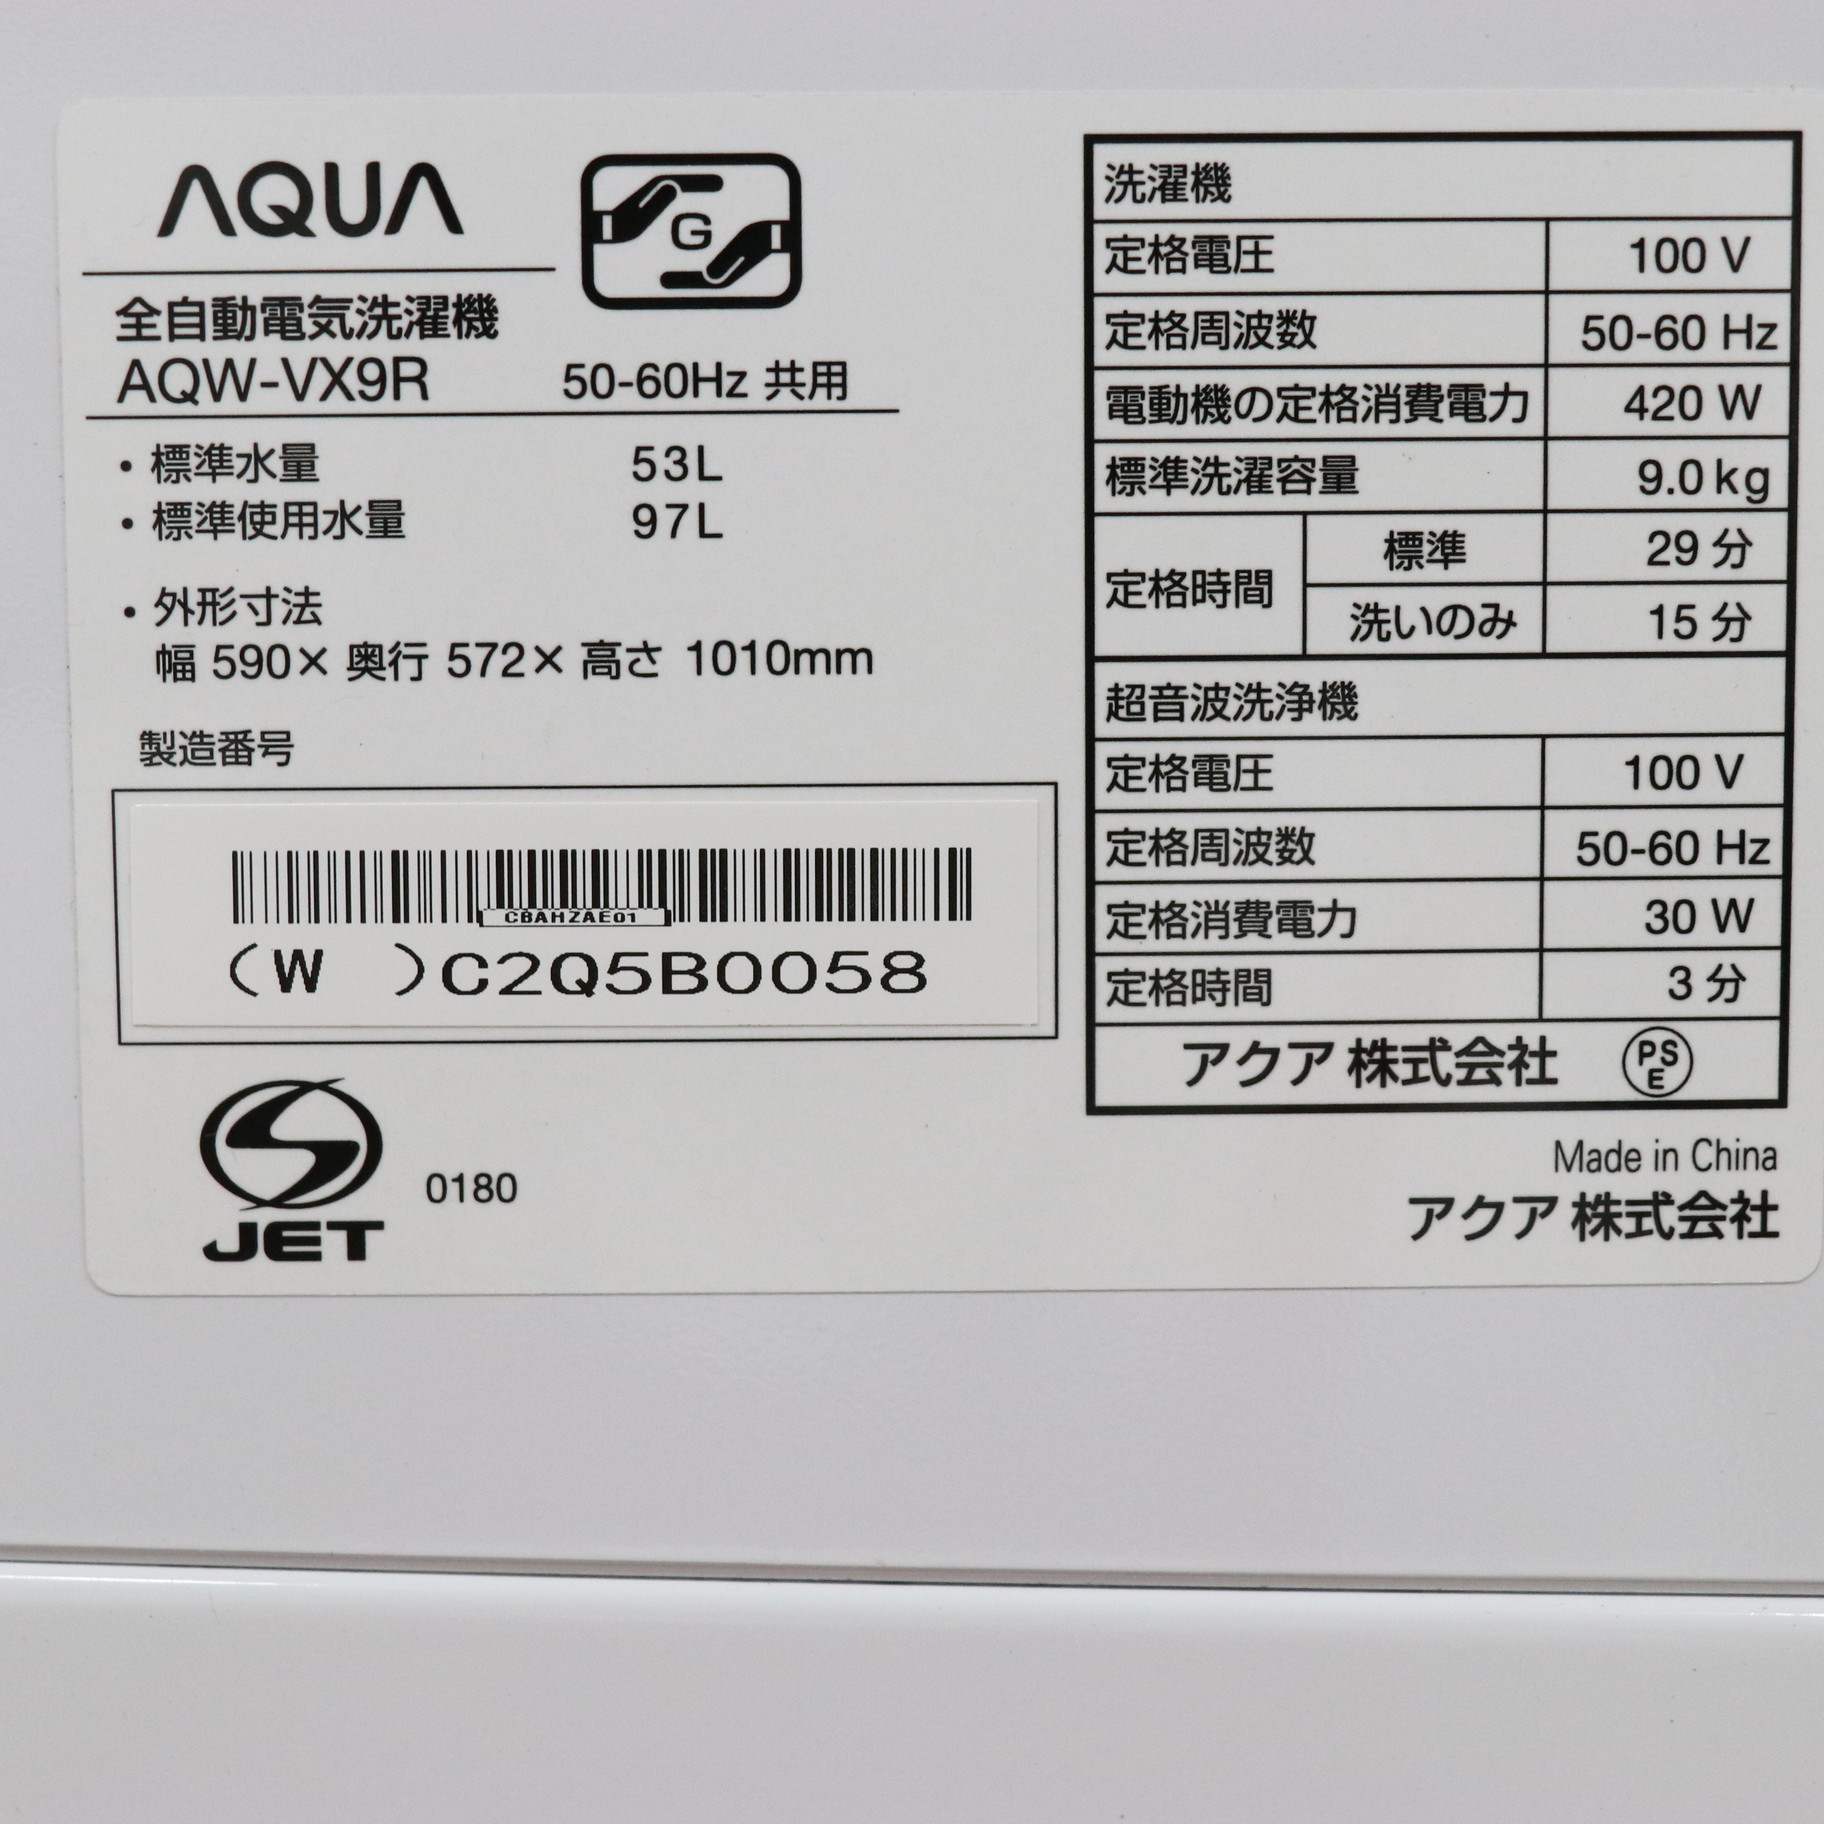 AQUA
G
全自動電気洗濯機
AQW-VX9R 50-60Hz 共用
・標準水量 53L
・標準使用水量 97L
・外形寸法
幅 590× 奥行 572× 高さ 1010mm
製造番号
CBAHZAE01
(W )C2Q5B0058
JET
0180
洗濯機
定格電圧 100 V
定格周波数 50-60 Hz
電動機の定格消費電力 420 W
標準洗濯容量 9.0kg
定格時間 標準 29 分
洗いのみ 15 分
超音波洗浄機
定格電圧 100 V
定格周波数 50-60 Hz
定格消費電力 30 W
定格時間 3 分
アクア 株式会社 PS E
Made in China
アクア 株式会社